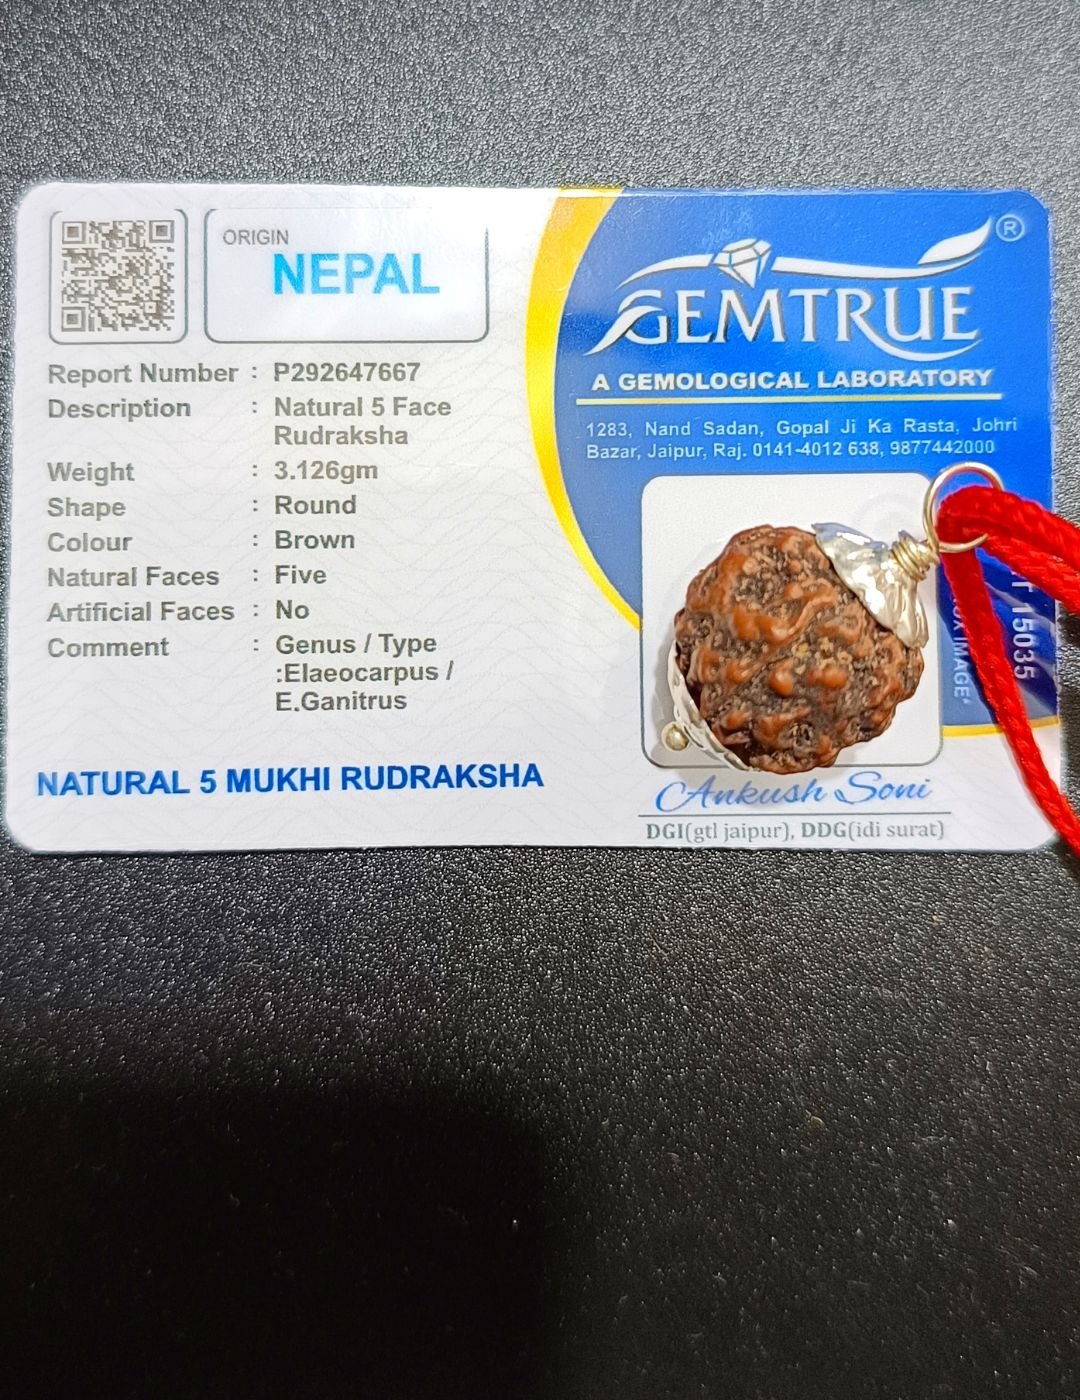 ORIGIN
NEPAL
Report Number : P292647667
Description : Natural 5 Face
Rudraksha
Weight : 3.126gm
Shape : Round
Colour : Brown
Natural Faces : Five
Artificial Faces : No
Comment : Genus / Type
:Elaeocarpus /
E.Ganitrus
NATURAL 5 MUKHI RUDRAKSHA
GEMTRUE ®
A GEMOLOGICAL LABORATORY
1283, Nand Sadan, Gopal Ji Ka Rasta, Johri
Bazar, Jaipur, Raj. 0141-4012 638, 9877442000
IMAGE
15035
Ankush Soni
DGI(gtl jaipur), DDG(idi surat)